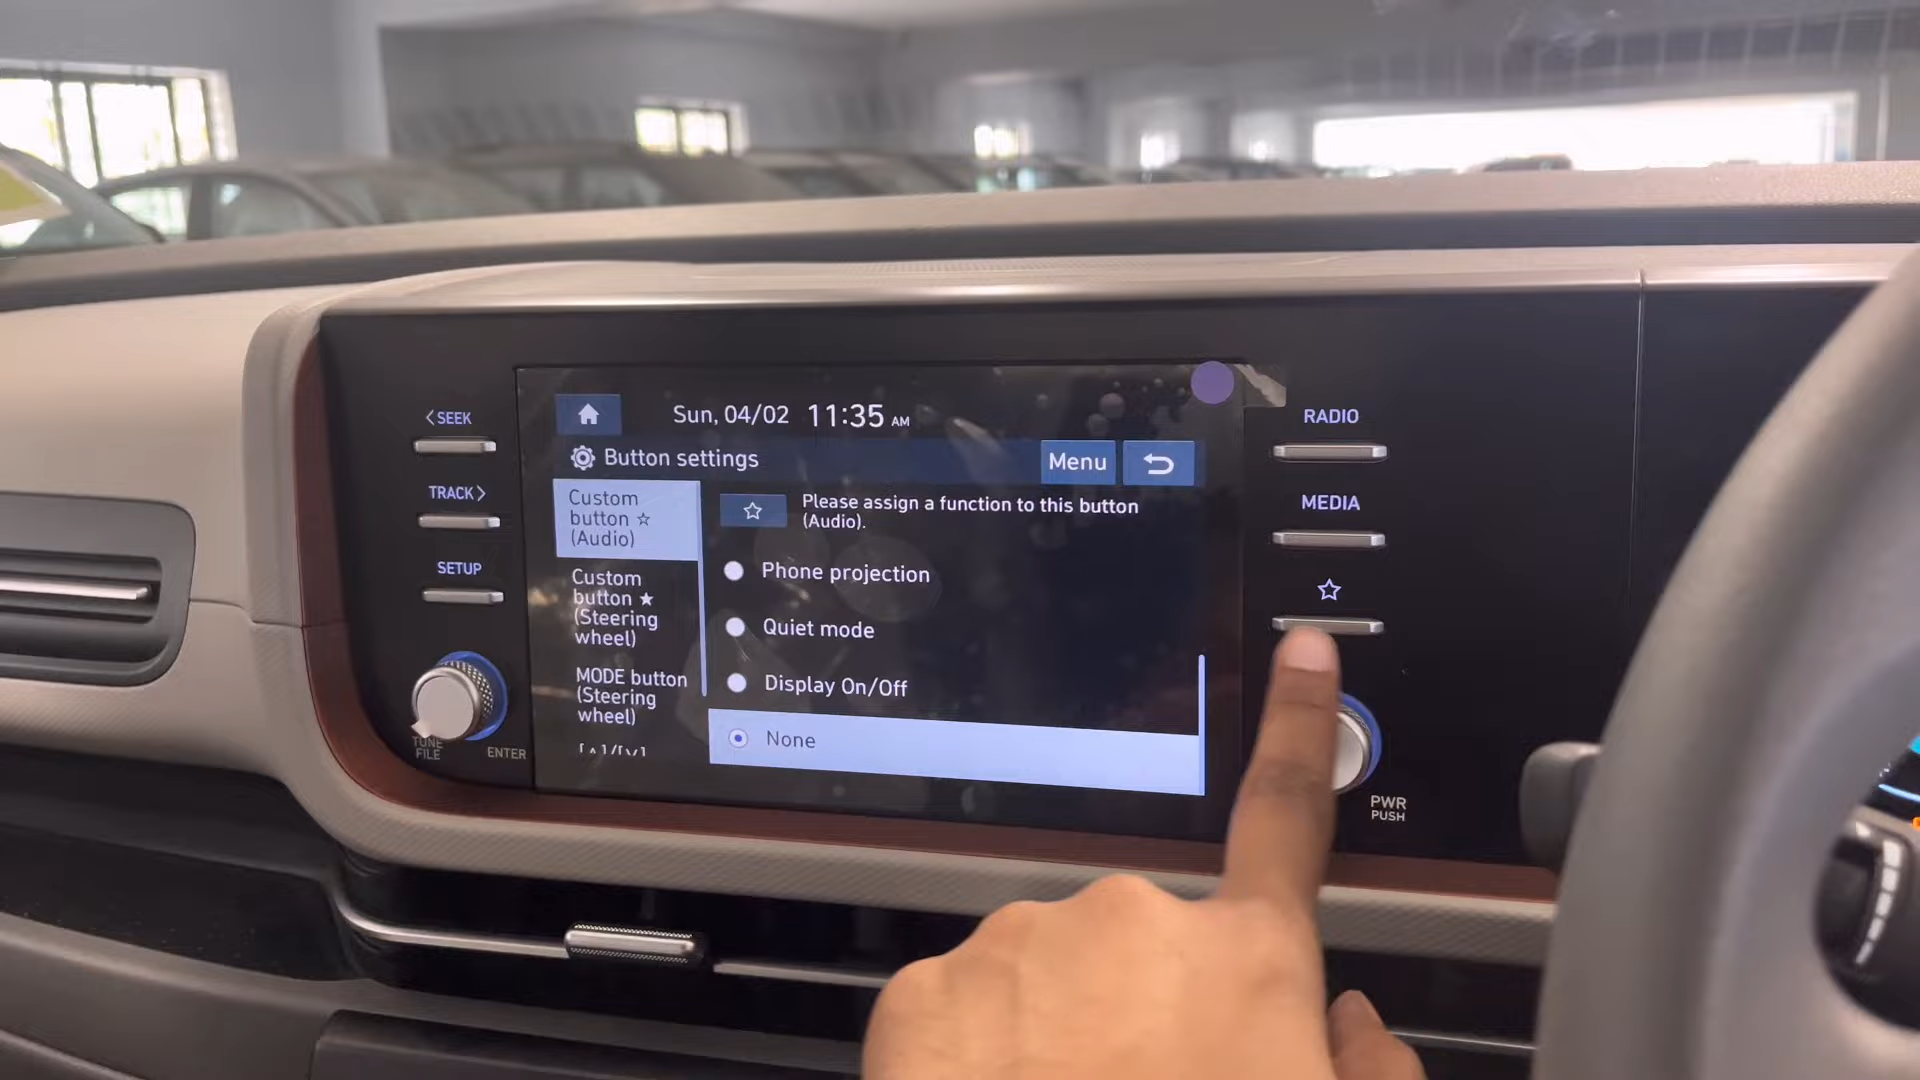 <SEEK
TRACK>
SETUP
TUNE
FILE
ENTER
Sun, 04/02 11:35 AM
Button settings
Menu
Custom
button ☆
(Audio)
Custom
button ★
(Steering
wheel)
MODE button
(Steering
wheel)
[∧]/[∨]
☆ Please assign a function to this button
(Audio).
Phone projection
Quiet mode
Display On/Off
None
RADIO
MEDIA
☆
PWR
PUSH